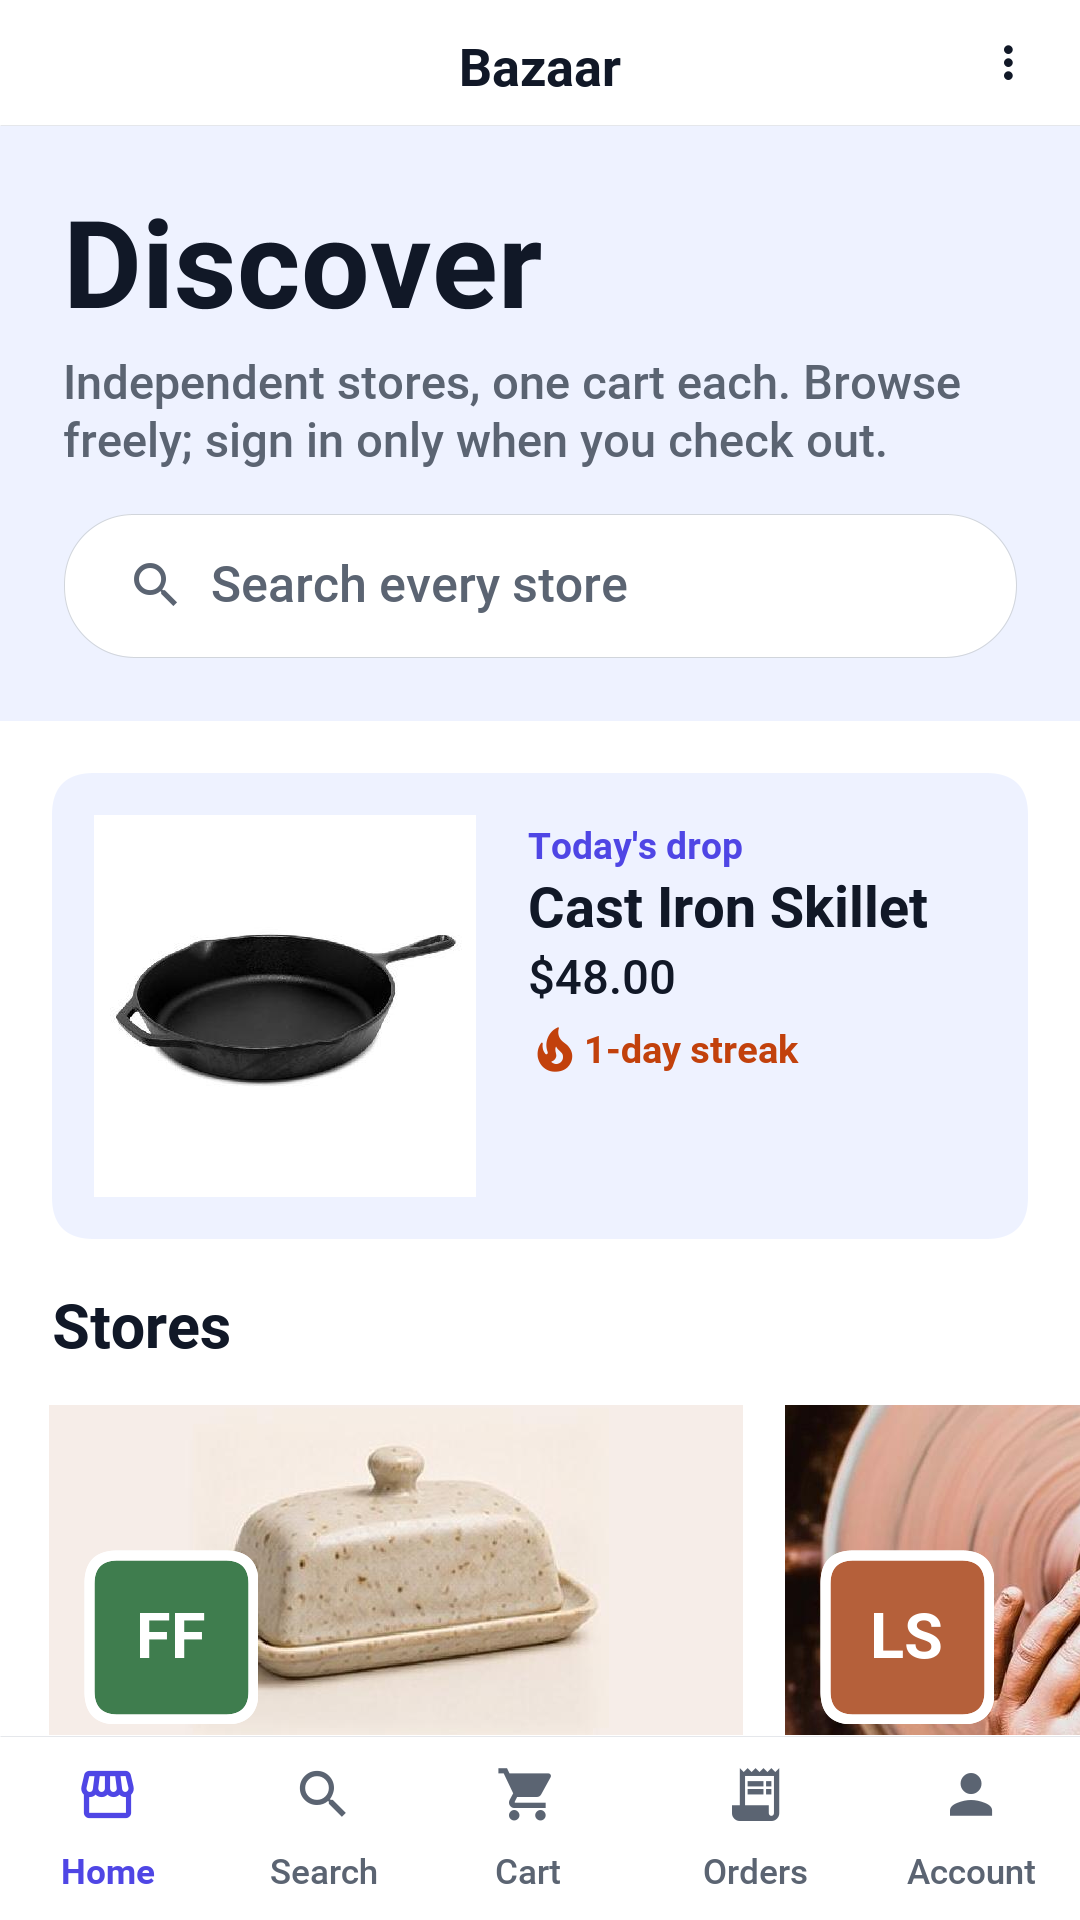 Bazaar
Discover
Independent stores, one cart each. Browse
freely; sign in only when you check out.
Search every store
Today's drop
Cast Iron Skillet
$48.00
1-day streak
Stores
FF
LS
Home
Search
Cart
Orders
Account